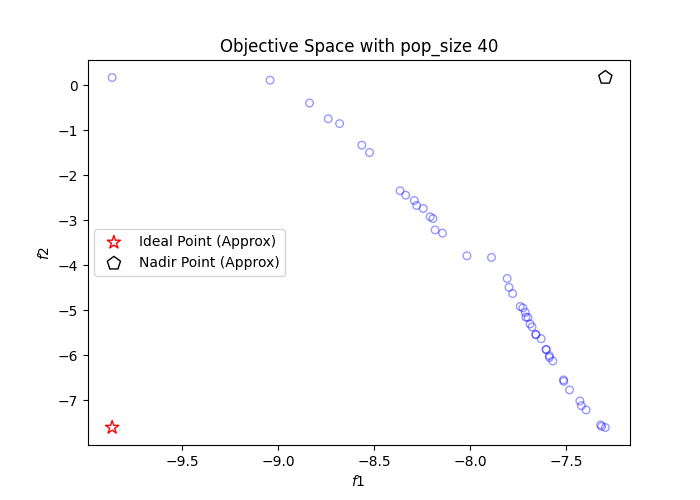 Objective Space with pop_size 40
0
−1
−2
−3
−4
−5
−6
−7
f2
Ideal Point (Approx)
Nadir Point (Approx)
−9.5 −9.0 −8.5 −8.0 −7.5
f1